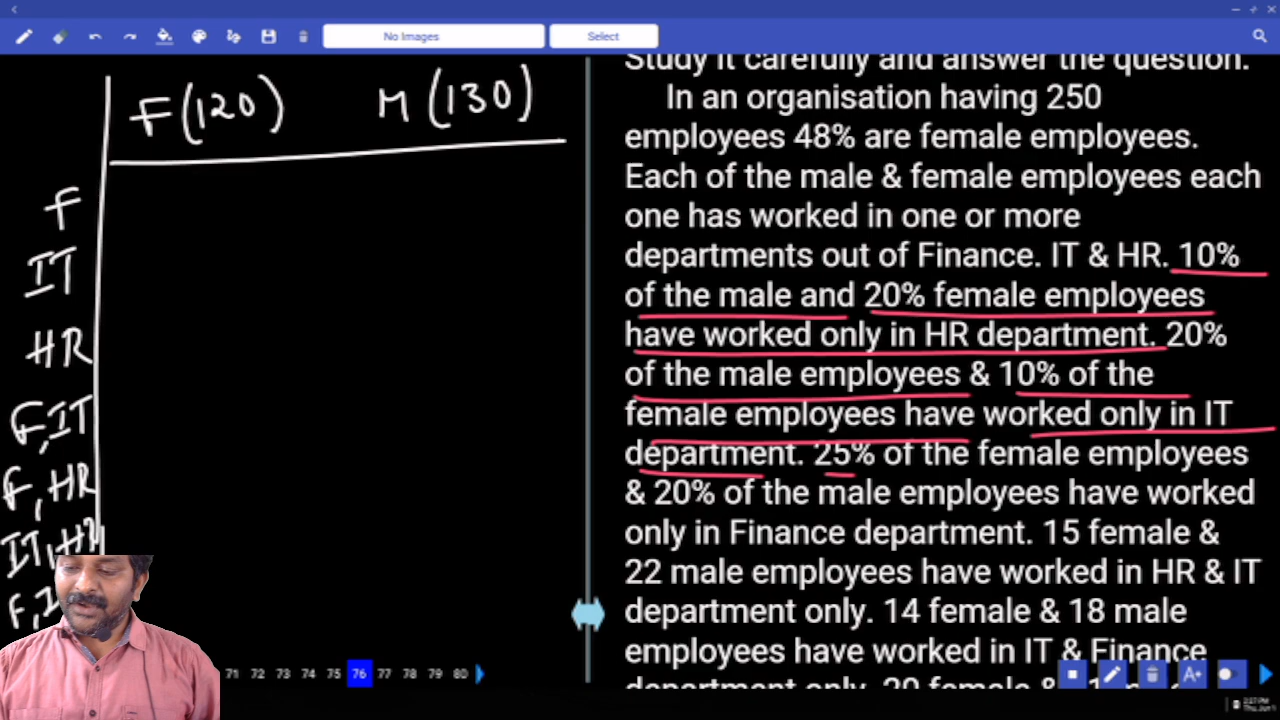 No Images
Select
F(120) M (130)
F
IT
HR
F,IT
F,HR
IT,HR
F,I
Study it carefully and answer the question.
In an organisation having 250
employees 48% are female employees.
Each of the male & female employees each
one has worked in one or more
departments out of Finance. IT & HR. 10%
of the male and 20% female employees
have worked only in HR department. 20%
of the male employees & 10% of the
female employees have worked only in IT
department. 25% of the female employees
& 20% of the male employees have worked
only in Finance department. 15 female &
22 male employees have worked in HR & IT
department only. 14 female & 18 male
employees have worked in IT & Finance
department only. 20 female &
71 72 73 74 75 76 77 78 79 80
A+